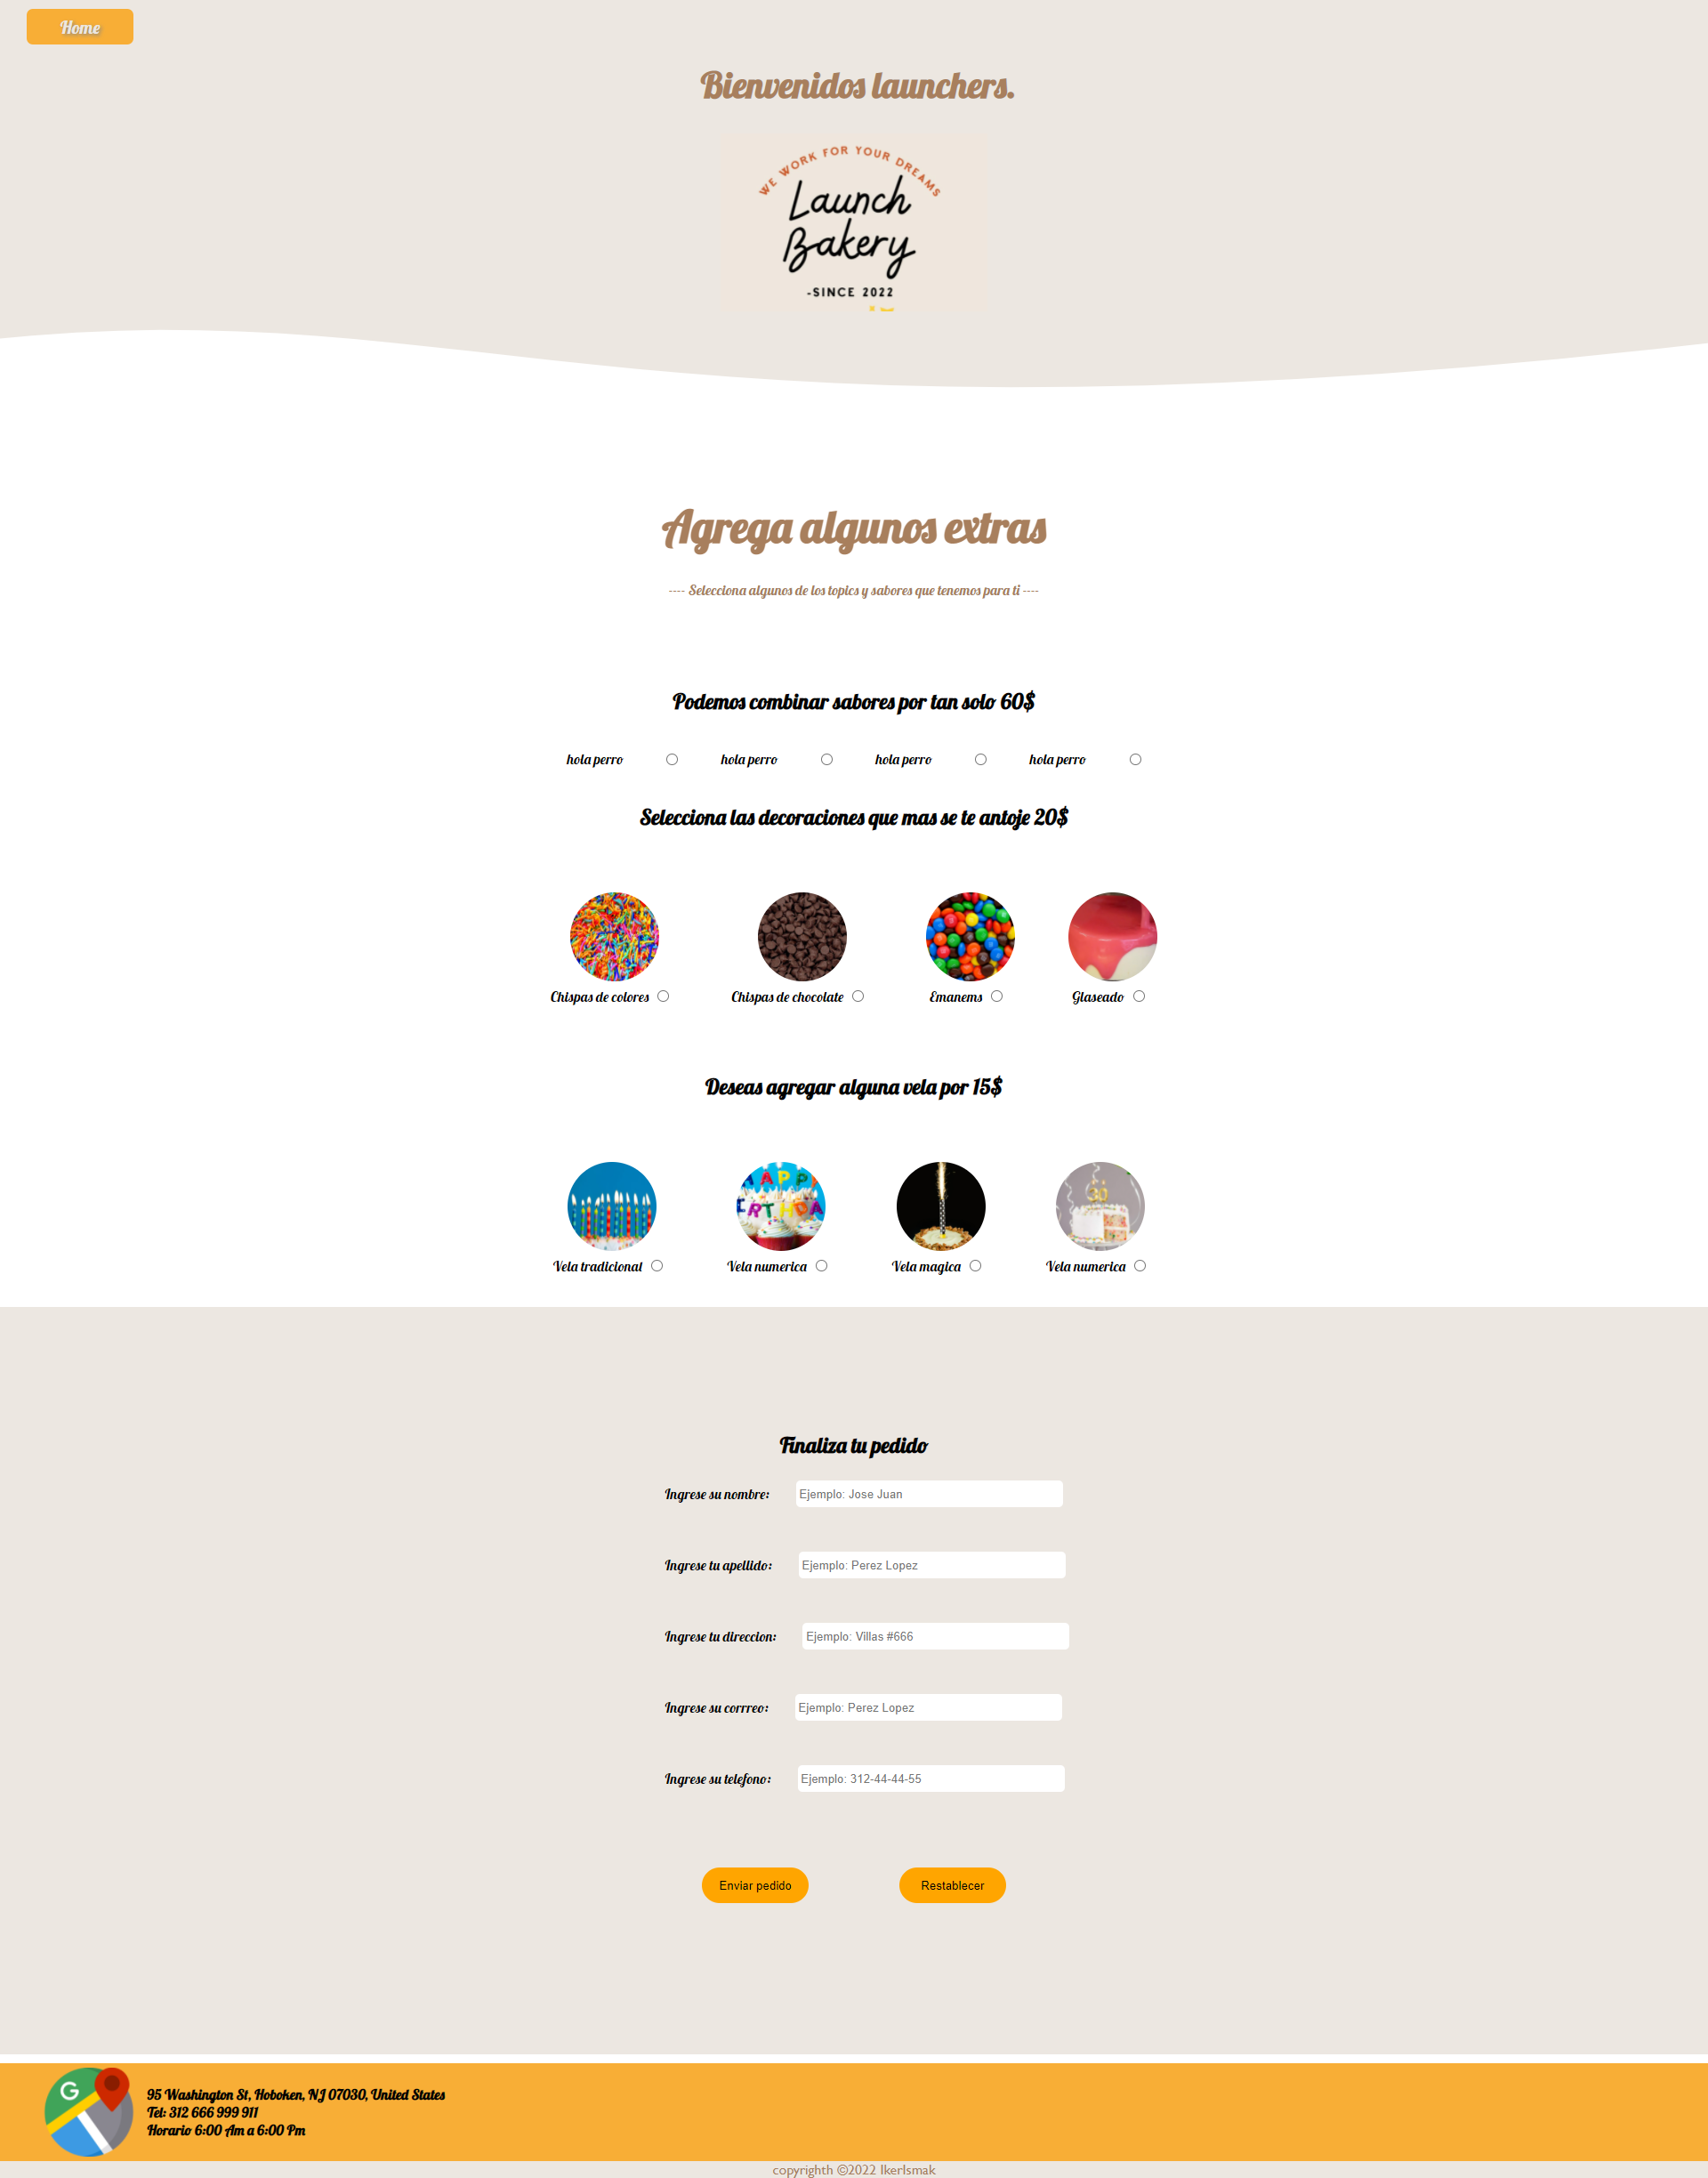 Home
Bienvenidos launchers.
WE WORK FOR YOUR DREAMS
Launch
Bakery
-SINCE 2022
Agrega algunos extras
---- Selecciona algunos de los topics y sabores que tenemos para ti ----
Podemos combinar sabores por tan solo 60$
hola perro hola perro hola perro hola perro
Selecciona las decoraciones que mas se te antoje 20$
Chispas de colores Chispas de chocolate Emanems Glaseado
Deseas agregar alguna vela por 15$
HAPP
IRTHDA
30
Vela tradicional Vela numerica Vela magica Vela numerica
Finaliza tu pedido
Ingrese su nombre: Ejemplo: Jose Juan
Ingrese tu apellido: Ejemplo: Perez Lopez
Ingrese tu direccion: Ejemplo: Villas #666
Ingrese su corrreo: Ejemplo: Perez Lopez
Ingrese su telefono: Ejemplo: 312-44-44-55
Enviar pedido Restablecer
G
95 Washington St, Hoboken, NJ 07030, United States
Tel: 312 666 999 911
Horario 6:00 Am a 6:00 Pm
copyrigth ©2022 IkerIsmak